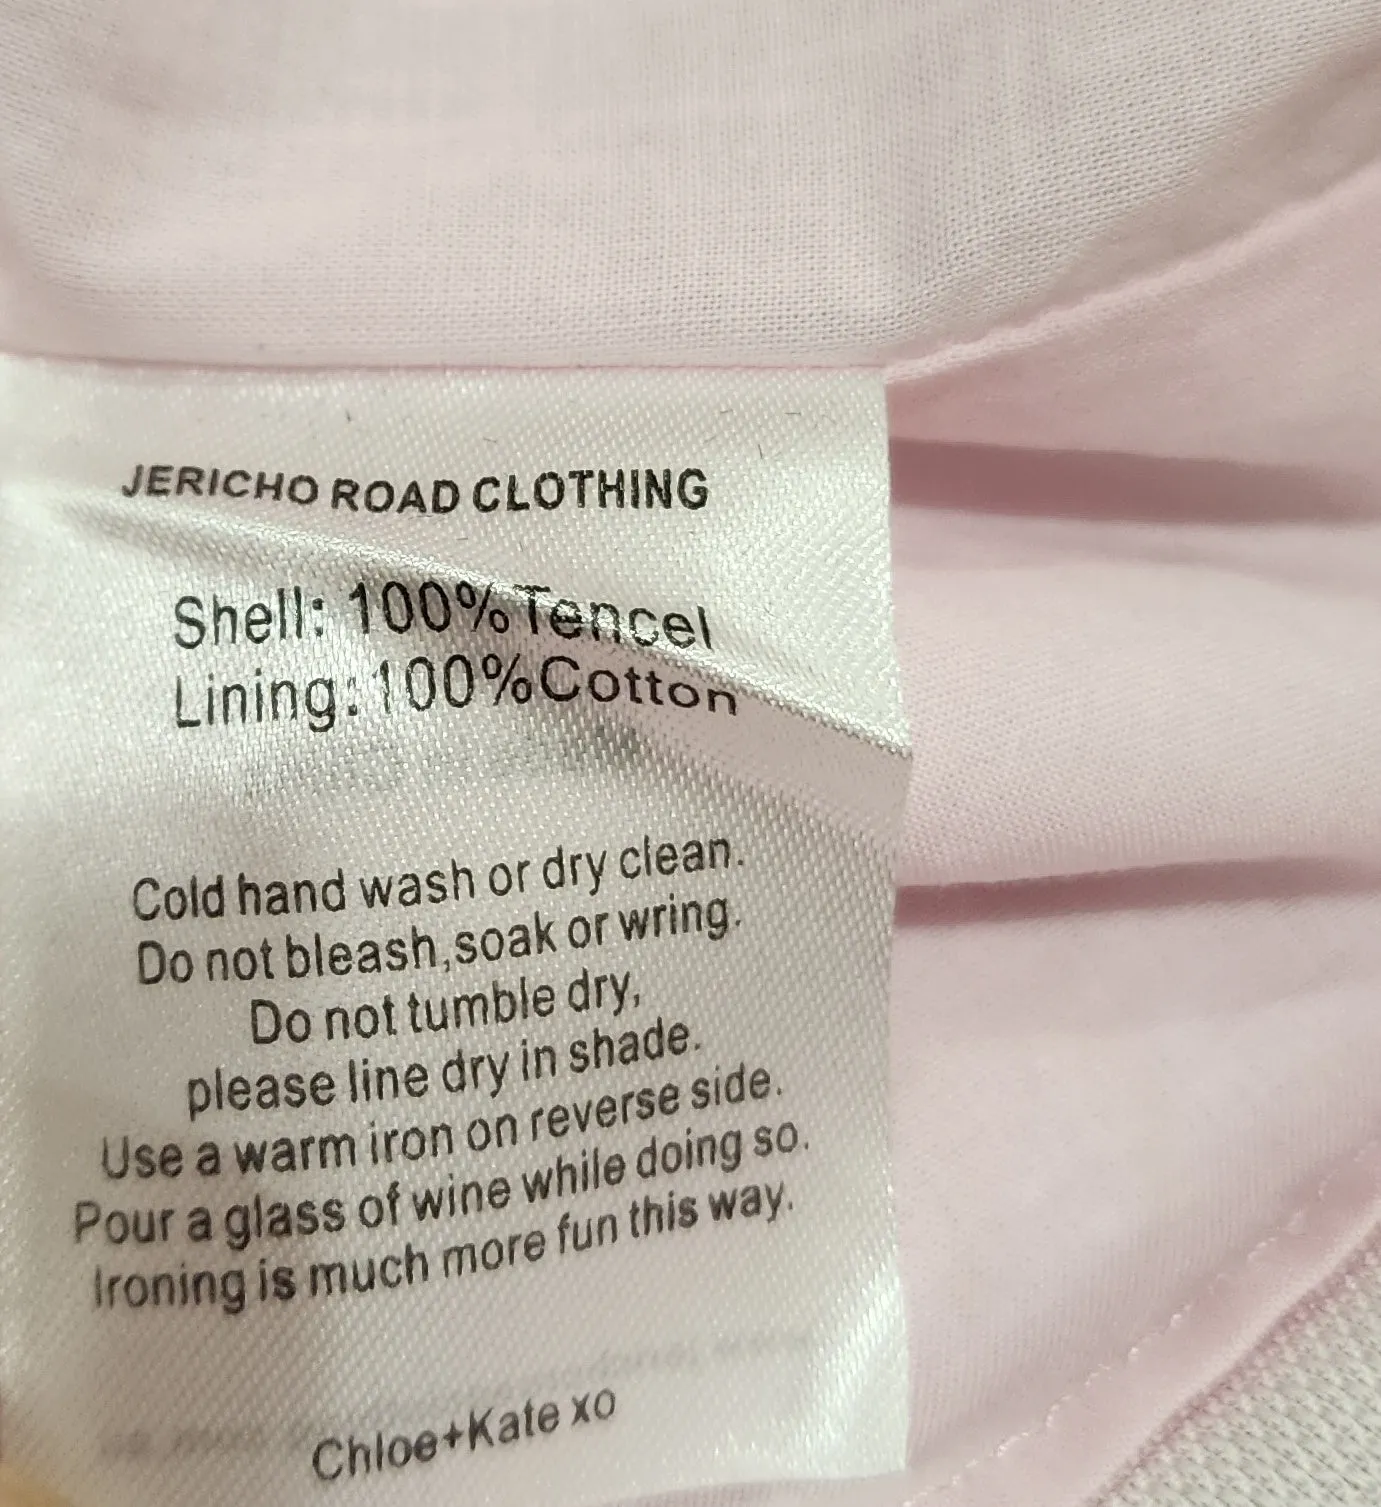 JERICHO ROAD CLOTHING
Shell: 100% Tencel
Lining:100%Cotton
Cold hand wash or dry clean.
Do not bleash,soak or wring.
Do not tumble dry,
please line dry in shade.
Use a warm iron on reverse side.
Pour a glass of wine while doing so.
Ironing is much more fun this way.
Chloe+Kate xo